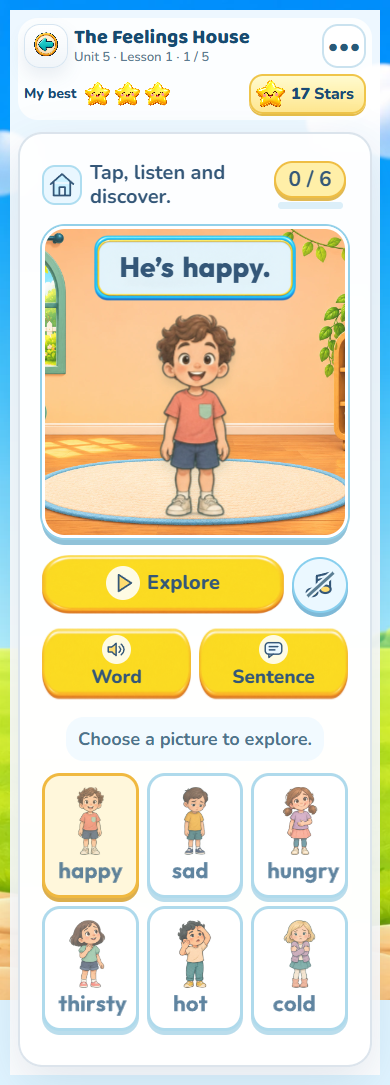 The Feelings House
Unit 5 · Lesson 1 · 1 / 5
My best
17 Stars
Tap, listen and
discover.
0 / 6
He's happy.
Explore
Word
Sentence
Choose a picture to explore.
happy
sad
hungry
thirsty
hot
cold